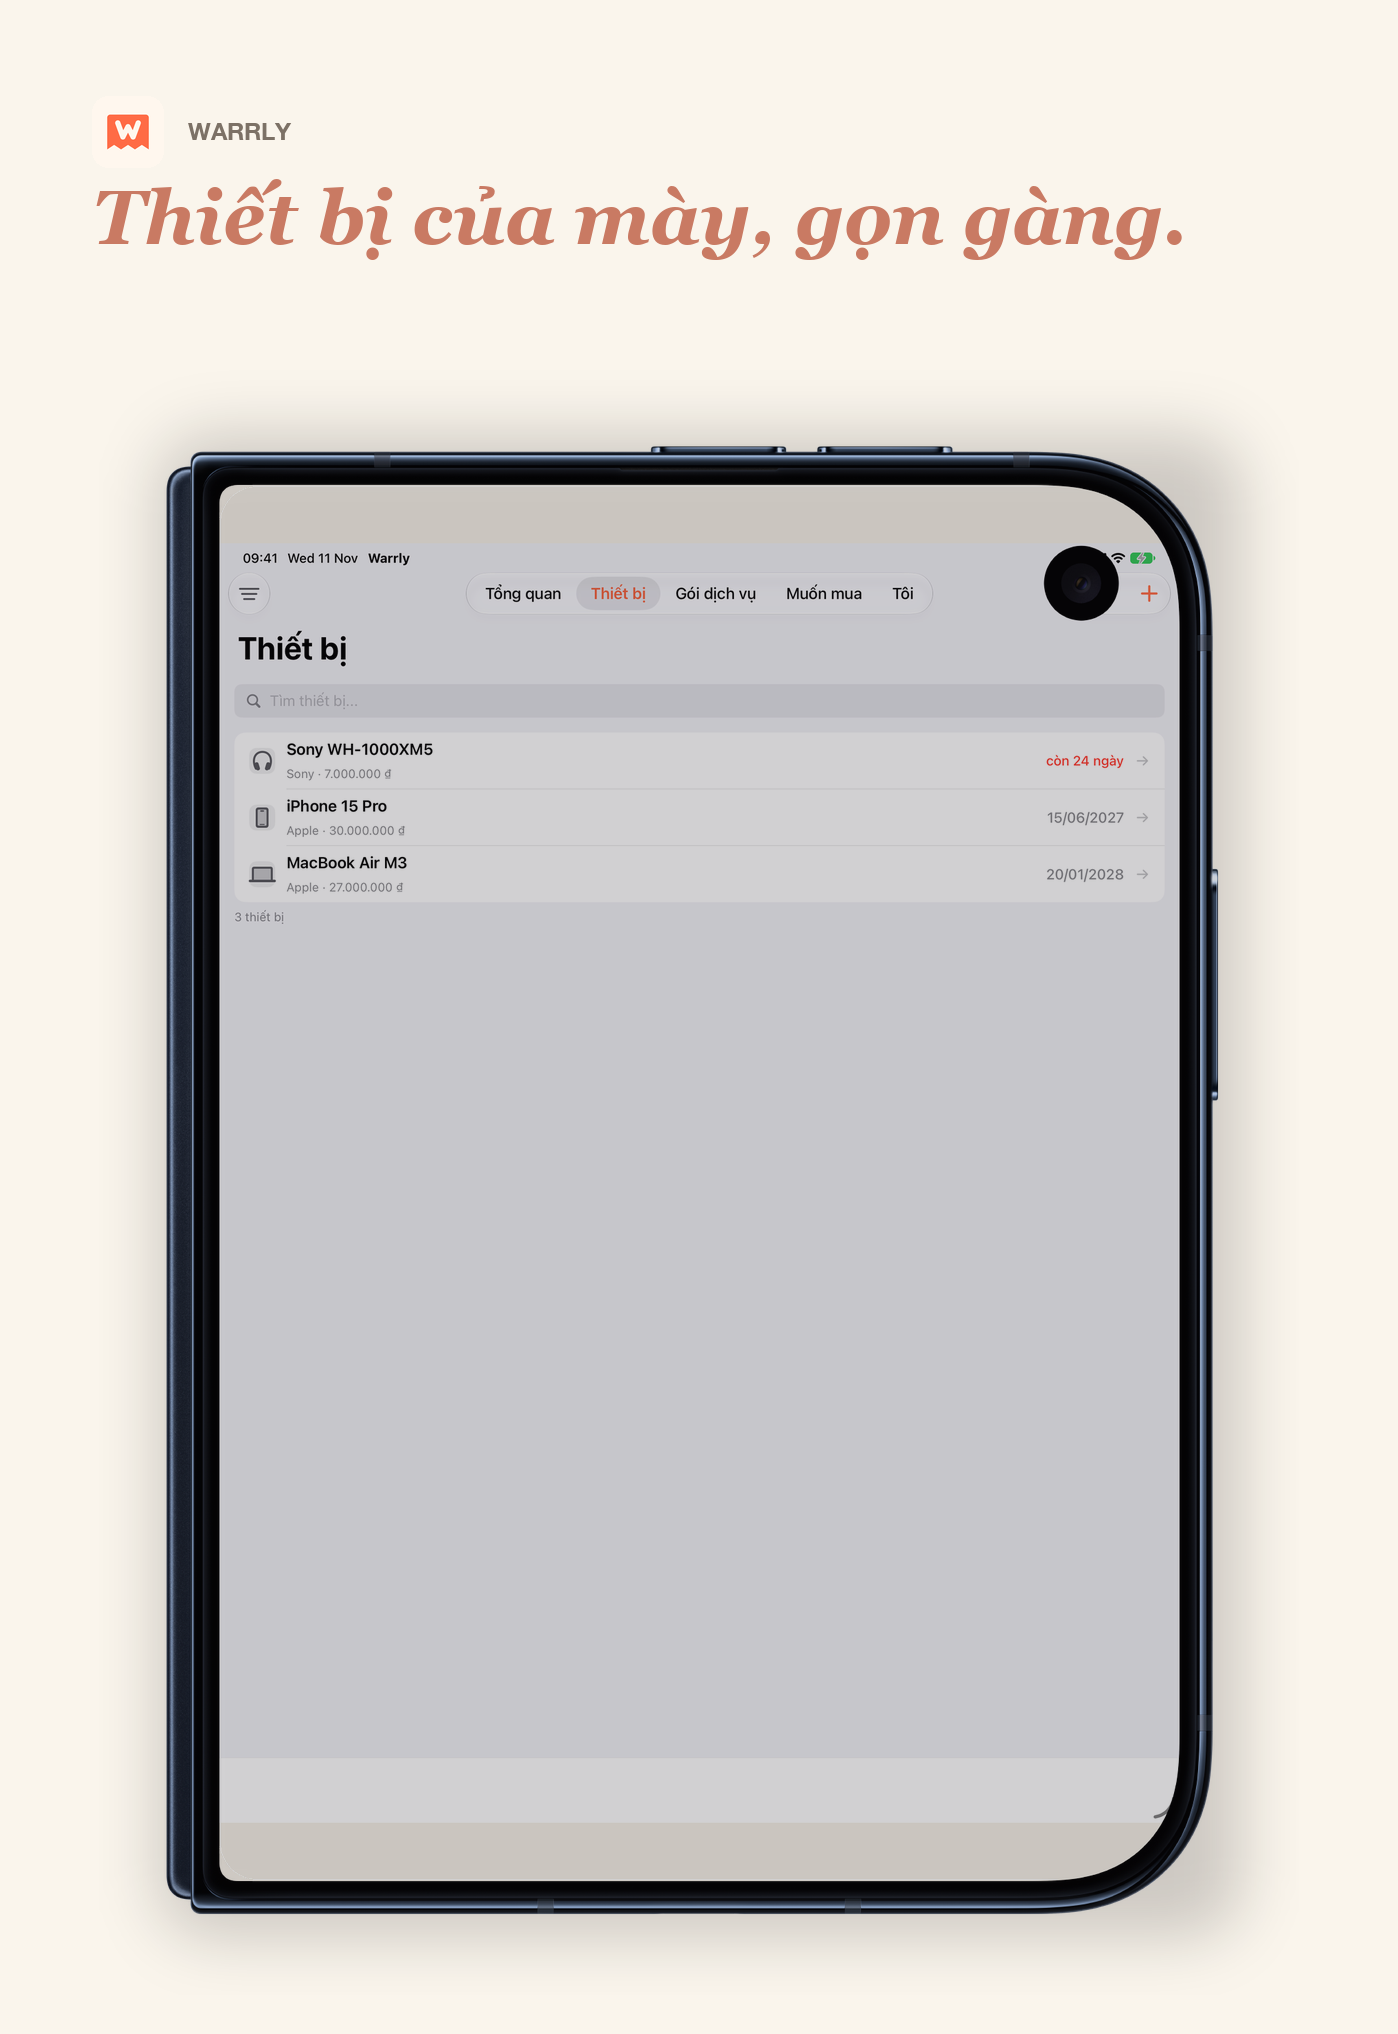 WARRLY
Thiết bị của mày, gọn gàng.
09:41 Wed 11 Nov Warrly
Tổng quan Thiết bị Gói dịch vụ Muốn mua Tôi
Thiết bị
Tìm thiết bị...
Sony WH-1000XM5
Sony · 7.000.000 ₫
còn 24 ngày
iPhone 15 Pro
Apple · 30.000.000 ₫
15/06/2027
MacBook Air M3
Apple · 27.000.000 ₫
20/01/2028
3 thiết bị